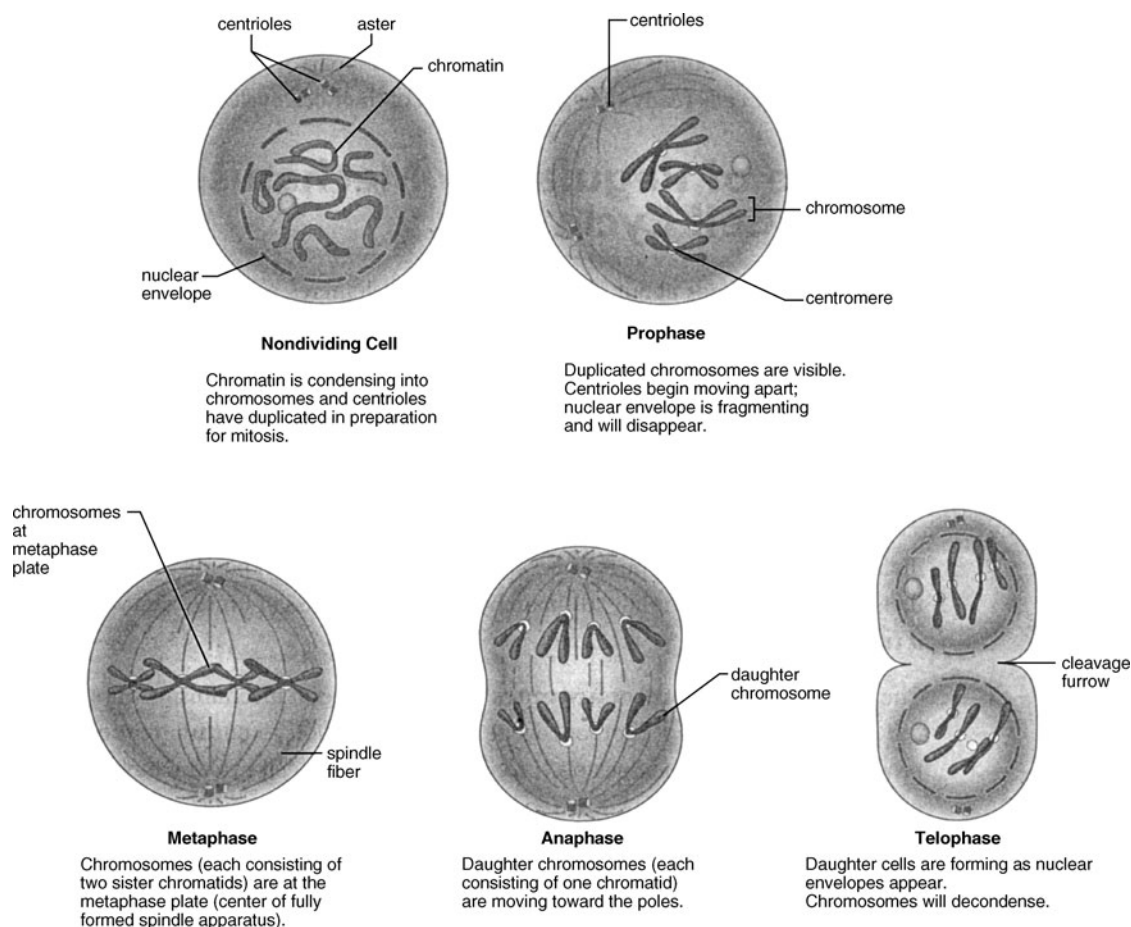 centrioles
aster
chromatin
nuclear
envelope
Nondividing Cell
Chromatin is condensing into
chromosomes and centrioles
have duplicated in preparation
for mitosis.
centrioles
chromosome
centromere
Prophase
Duplicated chromosomes are visible.
Centrioles begin moving apart;
nuclear envelope is fragmenting
and will disappear.
chromosomes
at
metaphase
plate
spindle
fiber
Metaphase
Chromosomes (each consisting of
two sister chromatids) are at the
metaphase plate (center of fully
formed spindle apparatus).
daughter
chromosome
Anaphase
Daughter chromosomes (each
consisting of one chromatid)
are moving toward the poles.
cleavage
furrow
Telophase
Daughter cells are forming as nuclear
envelopes appear.
Chromosomes will decondense.